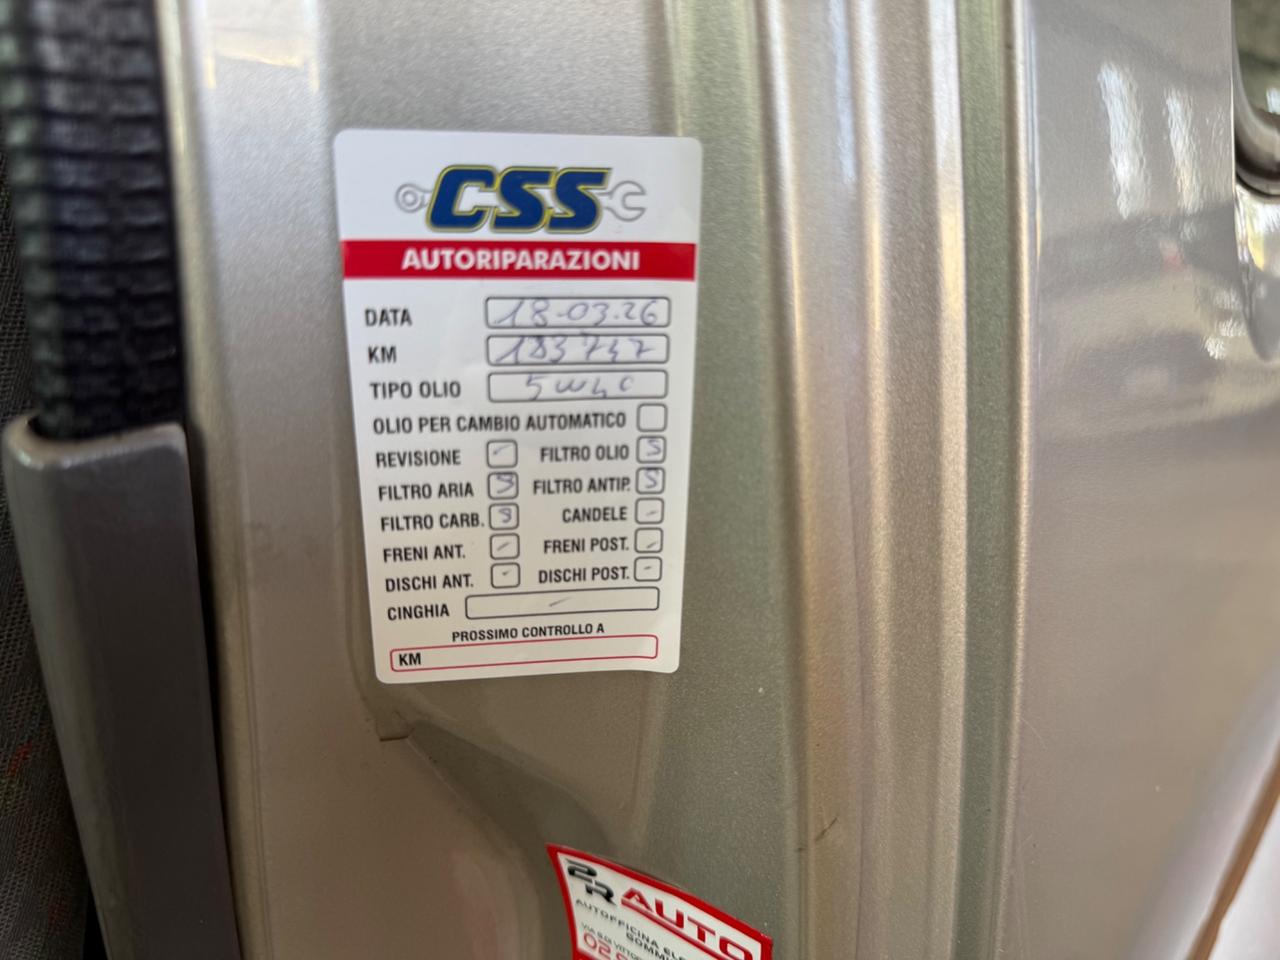 CSS
AUTORIPARAZIONI
DATA 18-03.26
KM 183747
TIPO OLIO 5W40
OLIO PER CAMBIO AUTOMATICO
REVISIONE - FILTRO OLIO S
FILTRO ARIA S FILTRO ANTIP. S
FILTRO CARB. S CANDELE -
FRENI ANT. - FRENI POST. -
DISCHI ANT. - DISCHI POST. -
CINGHIA -
PROSSIMO CONTROLLO A
KM
2R AUTO
AUTOFFICINA